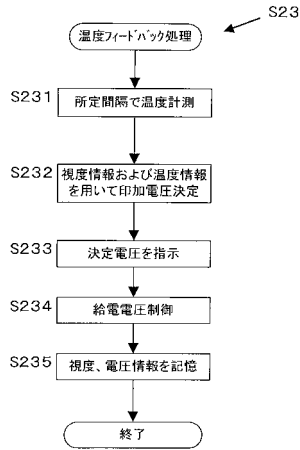 S23
温度フィードバック処理
S231
所定間隔で温度計測
S232
視度情報および温度情報
を用いて印加電圧決定
S233
決定電圧を指示
S234
給電電圧制御
S235
視度、電圧情報を記憶
終了